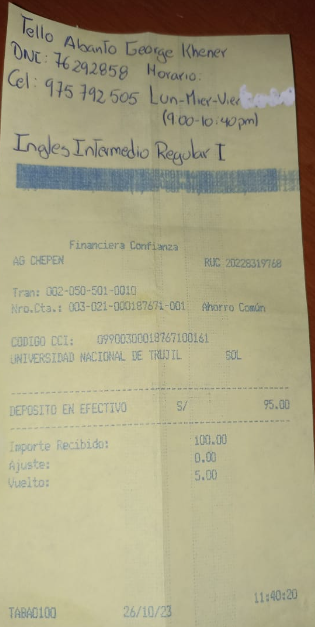 Tello Abanto George Khener
DNI: 76292858 Horario:
Cel: 975 792 505 Lun-Mier-Vier
(9:00-10:40pm)
Ingles Intermedio Regular I
Financiera Confianza
AG CHEPEN RUC 20228319768
Tran: 002-050-501-0010
Nro.Cta.: 003-021-000187671-001 Ahorro Común
CODIGO CCI: 09900300018767100161
UNIVERSIDAD NACIONAL DE TRUJIL SOL
DEPOSITO EN EFECTIVO S/ 95.00
Importe Recibido: 100.00
Ajuste: 0.00
Vuelto: 5.00
11:40:20
TABAO100 26/10/23